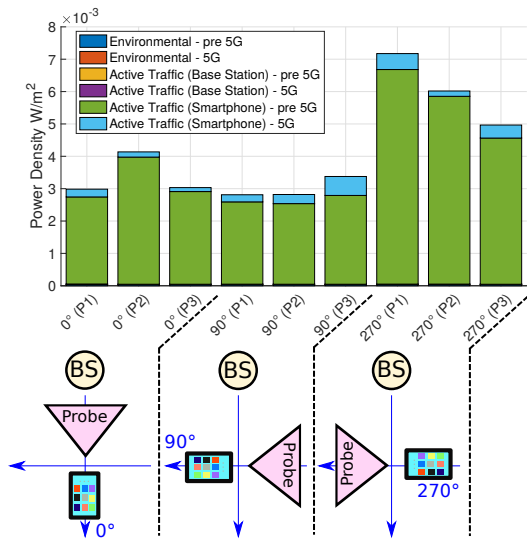 ×10⁻³
8
7
6
5
4
3
2
1
0
Power Density W/m²
Environmental - pre 5G
Environmental - 5G
Active Traffic (Base Station) - pre 5G
Active Traffic (Base Station) - 5G
Active Traffic (Smartphone) - pre 5G
Active Traffic (Smartphone) - 5G
0° (P1)
0° (P2)
0° (P3)
90° (P1)
90° (P2)
90° (P3)
270° (P1)
270° (P2)
270° (P3)
BS
Probe
0°
BS
90°
Probe
BS
Probe
270°